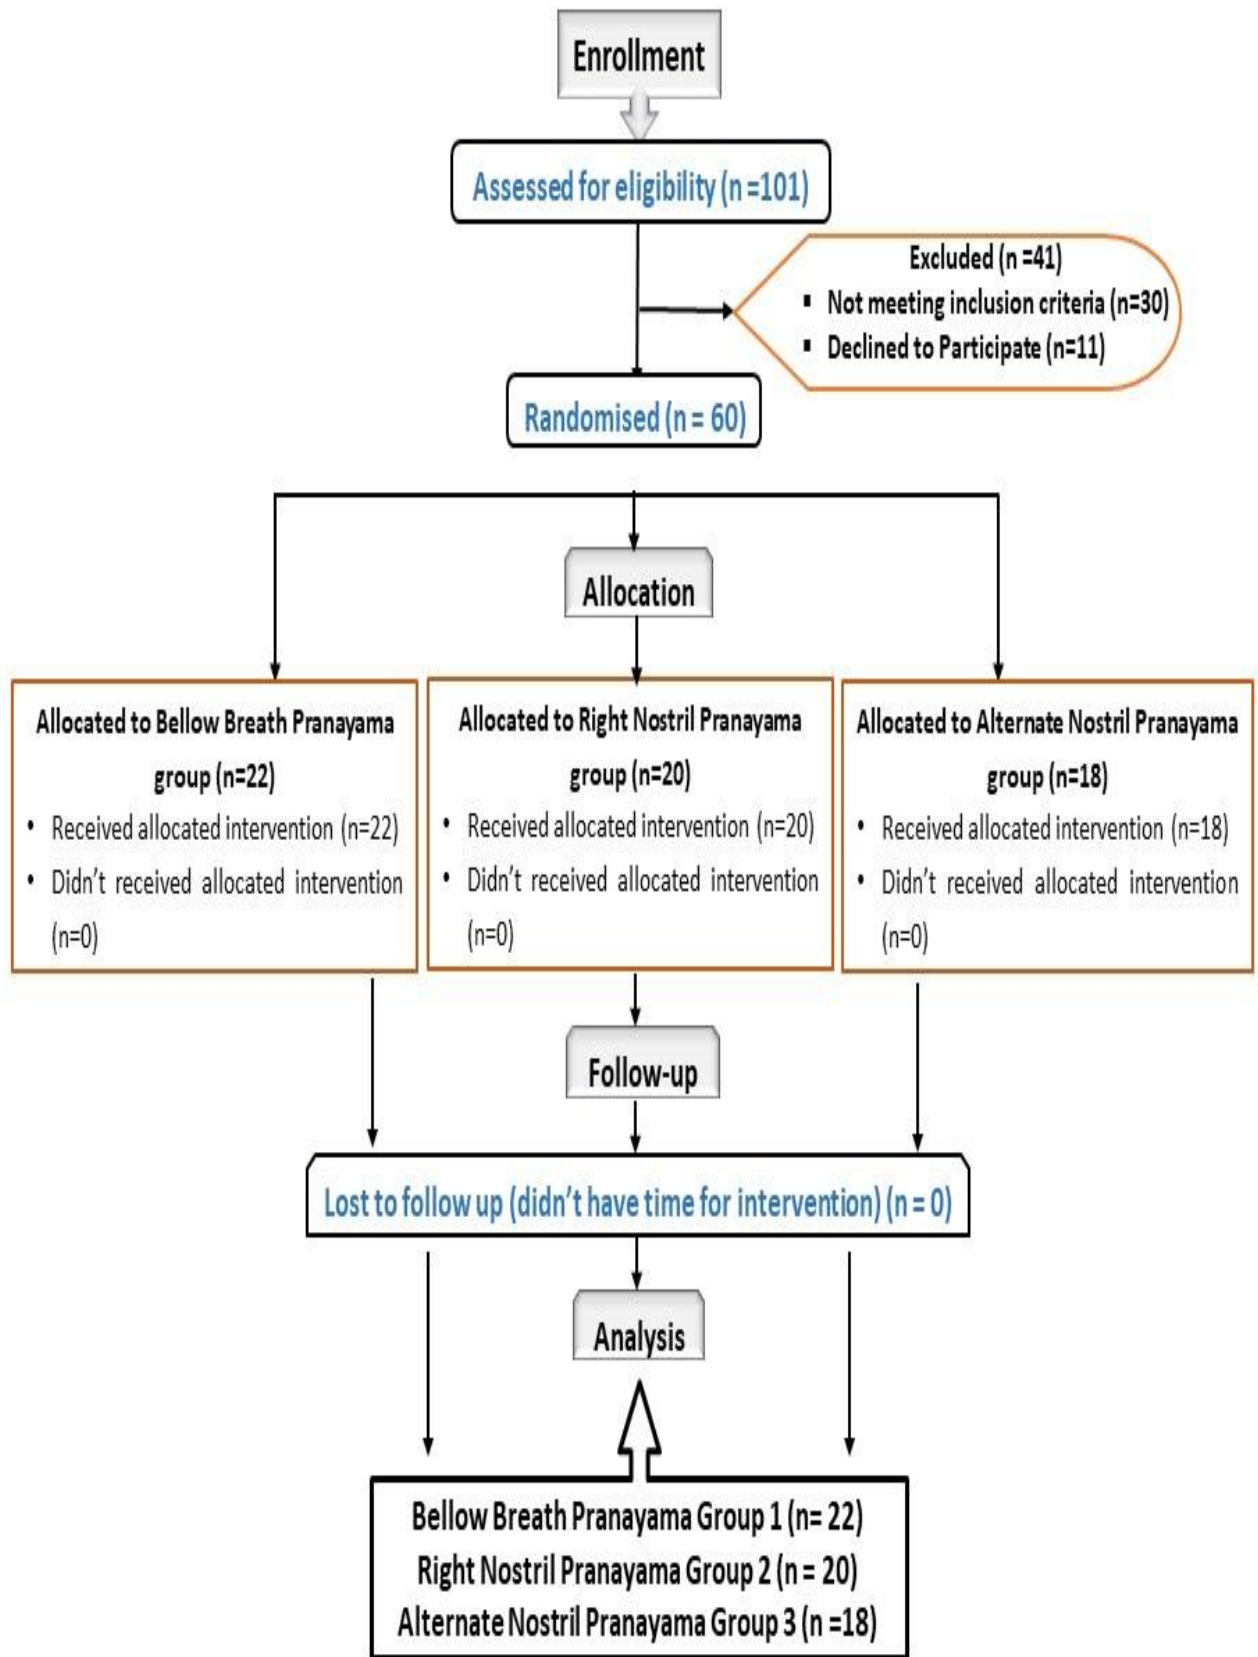 Enrollment
Assessed for eligibility (n =101)
Excluded (n =41)
▪ Not meeting inclusion criteria (n=30)
▪ Declined to Participate (n=11)
Randomised (n = 60)
Allocation
Allocated to Bellow Breath Pranayama
group (n=22)
• Received allocated intervention (n=22)
• Didn’t received allocated intervention
(n=0)
Allocated to Right Nostril Pranayama
group (n=20)
• Received allocated intervention (n=20)
• Didn’t received allocated intervention
(n=0)
Allocated to Alternate Nostril Pranayama
group (n=18)
• Received allocated intervention (n=18)
• Didn’t received allocated intervention
(n=0)
Follow-up
Lost to follow up (didn’t have time for intervention) (n = 0)
Analysis
Bellow Breath Pranayama Group 1 (n= 22)
Right Nostril Pranayama Group 2 (n = 20)
Alternate Nostril Pranayama Group 3 (n =18)